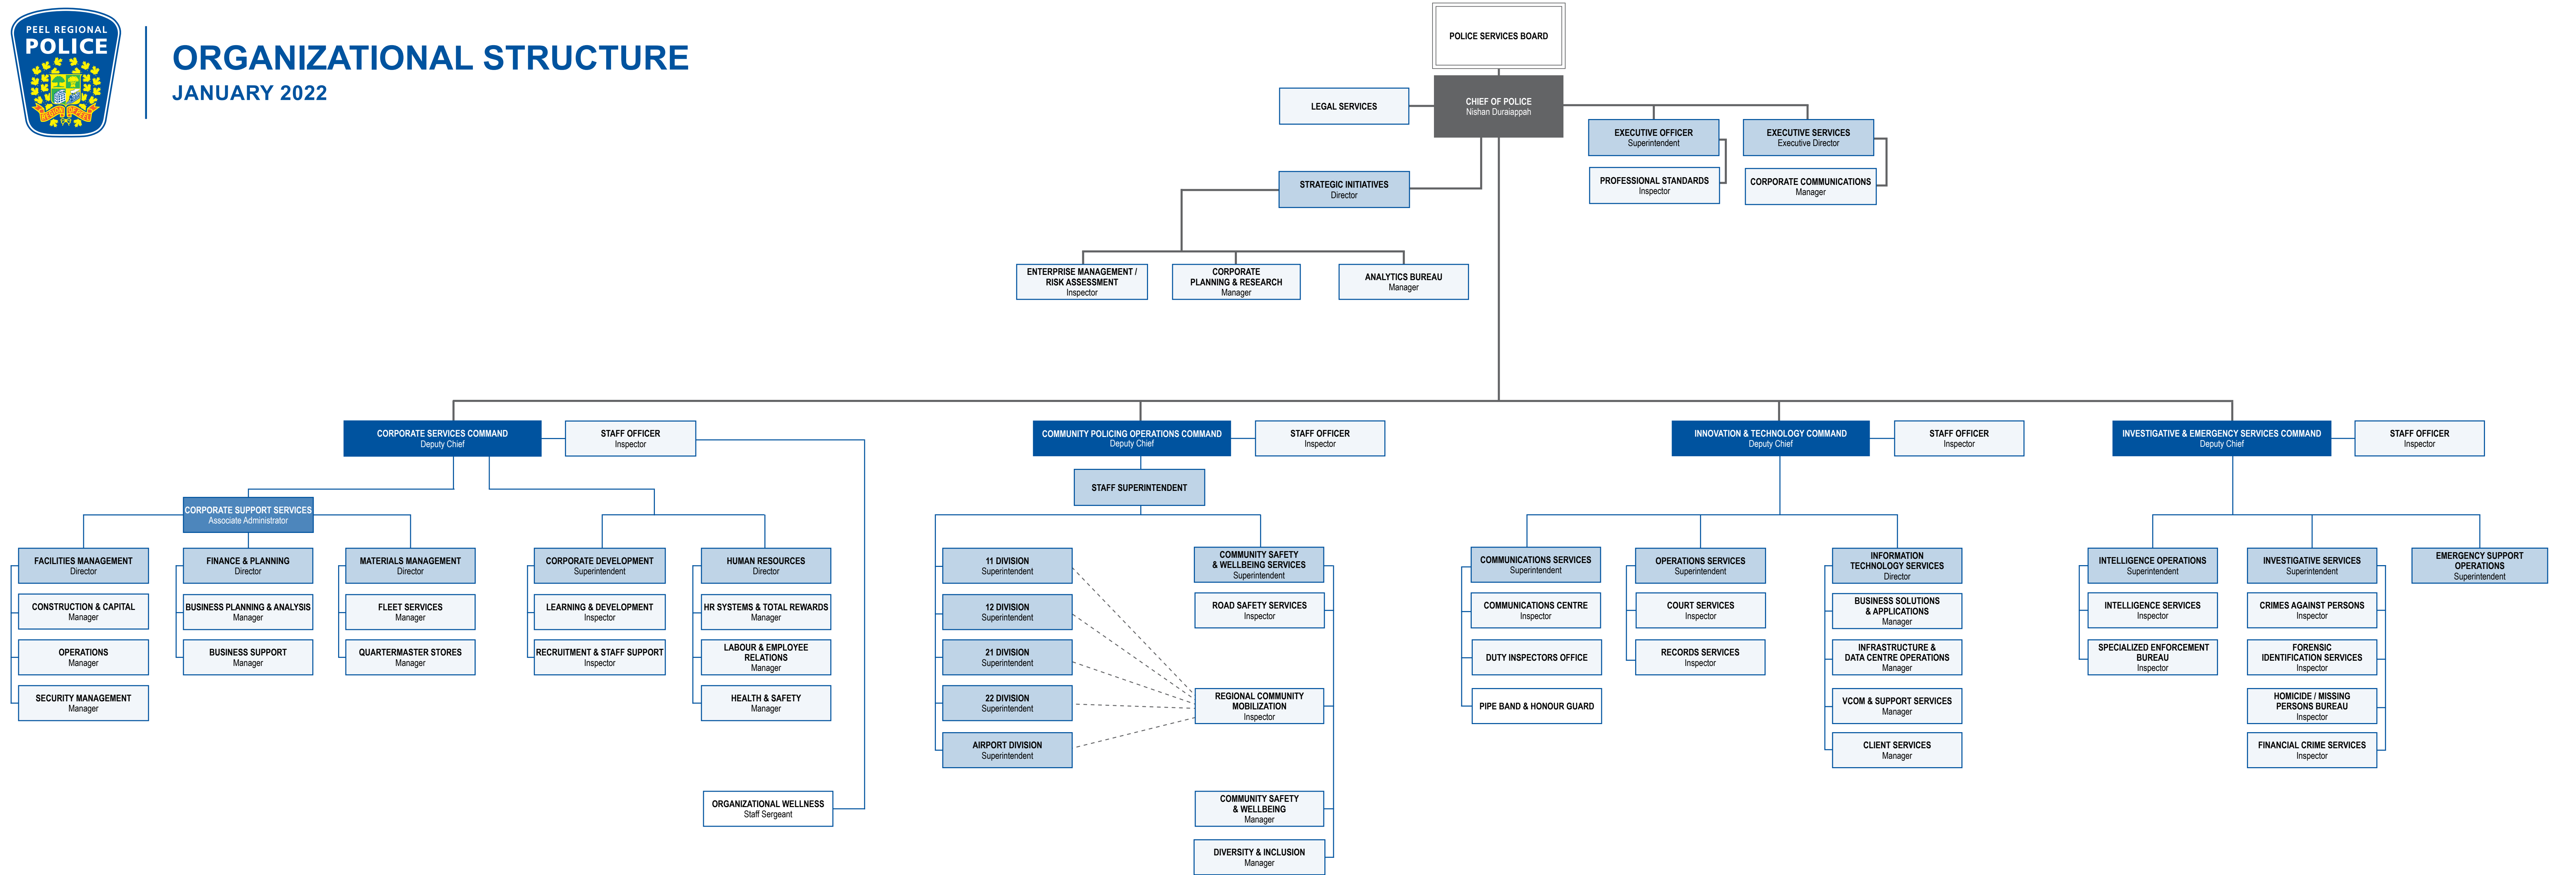 PEEL REGIONAL
POLICE
ORGANIZATIONAL STRUCTURE
JANUARY 2022
POLICE SERVICES BOARD
LEGAL SERVICES
CHIEF OF POLICE
Nishan Duraiappah
EXECUTIVE OFFICER
Superintendent
EXECUTIVE SERVICES
Executive Director
PROFESSIONAL STANDARDS
Inspector
CORPORATE COMMUNICATIONS
Manager
STRATEGIC INITIATIVES
Director
ENTERPRISE MANAGEMENT /
RISK ASSESSMENT
Inspector
CORPORATE
PLANNING & RESEARCH
Manager
ANALYTICS BUREAU
Manager
CORPORATE SERVICES COMMAND
Deputy Chief
STAFF OFFICER
Inspector
CORPORATE SUPPORT SERVICES
Associate Administrator
FACILITIES MANAGEMENT
Director
CONSTRUCTION & CAPITAL
Manager
OPERATIONS
Manager
SECURITY MANAGEMENT
Manager
FINANCE & PLANNING
Director
BUSINESS PLANNING & ANALYSIS
Manager
BUSINESS SUPPORT
Manager
MATERIALS MANAGEMENT
Director
FLEET SERVICES
Manager
QUARTERMASTER STORES
Manager
CORPORATE DEVELOPMENT
Superintendent
LEARNING & DEVELOPMENT
Inspector
RECRUITMENT & STAFF SUPPORT
Inspector
HUMAN RESOURCES
Director
HR SYSTEMS & TOTAL REWARDS
Manager
LABOUR & EMPLOYEE
RELATIONS
Manager
HEALTH & SAFETY
Manager
ORGANIZATIONAL WELLNESS
Staff Sergeant
COMMUNITY POLICING OPERATIONS COMMAND
Deputy Chief
STAFF OFFICER
Inspector
STAFF SUPERINTENDENT
11 DIVISION
Superintendent
12 DIVISION
Superintendent
21 DIVISION
Superintendent
22 DIVISION
Superintendent
AIRPORT DIVISION
Superintendent
COMMUNITY SAFETY
& WELLBEING SERVICES
Superintendent
ROAD SAFETY SERVICES
Inspector
REGIONAL COMMUNITY
MOBILIZATION
Inspector
COMMUNITY SAFETY
& WELLBEING
Manager
DIVERSITY & INCLUSION
Manager
INNOVATION & TECHNOLOGY COMMAND
Deputy Chief
STAFF OFFICER
Inspector
COMMUNICATIONS SERVICES
Superintendent
COMMUNICATIONS CENTRE
Inspector
DUTY INSPECTORS OFFICE
PIPE BAND & HONOUR GUARD
OPERATIONS SERVICES
Superintendent
COURT SERVICES
Inspector
RECORDS SERVICES
Inspector
INFORMATION
TECHNOLOGY SERVICES
Director
BUSINESS SOLUTIONS
& APPLICATIONS
Manager
INFRASTRUCTURE &
DATA CENTRE OPERATIONS
Manager
VCOM & SUPPORT SERVICES
Manager
CLIENT SERVICES
Manager
INVESTIGATIVE & EMERGENCY SERVICES COMMAND
Deputy Chief
STAFF OFFICER
Inspector
INTELLIGENCE OPERATIONS
Superintendent
INTELLIGENCE SERVICES
Inspector
SPECIALIZED ENFORCEMENT
BUREAU
Inspector
INVESTIGATIVE SERVICES
Superintendent
CRIMES AGAINST PERSONS
Inspector
FORENSIC
IDENTIFICATION SERVICES
Inspector
HOMICIDE / MISSING
PERSONS BUREAU
Inspector
FINANCIAL CRIME SERVICES
Inspector
EMERGENCY SUPPORT
OPERATIONS
Superintendent